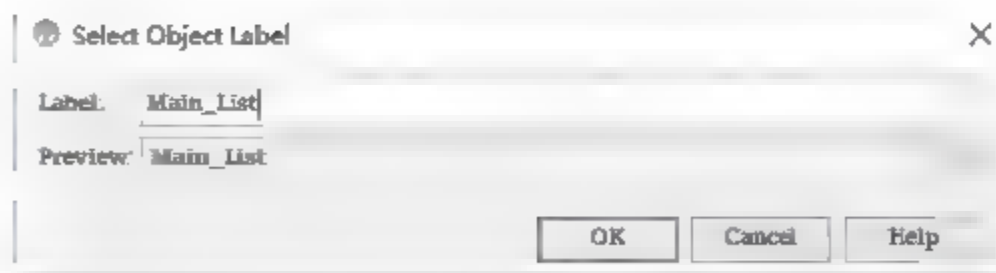 Select Object Label
Label: Main_List
Preview: Main_List
OK Cancel Help